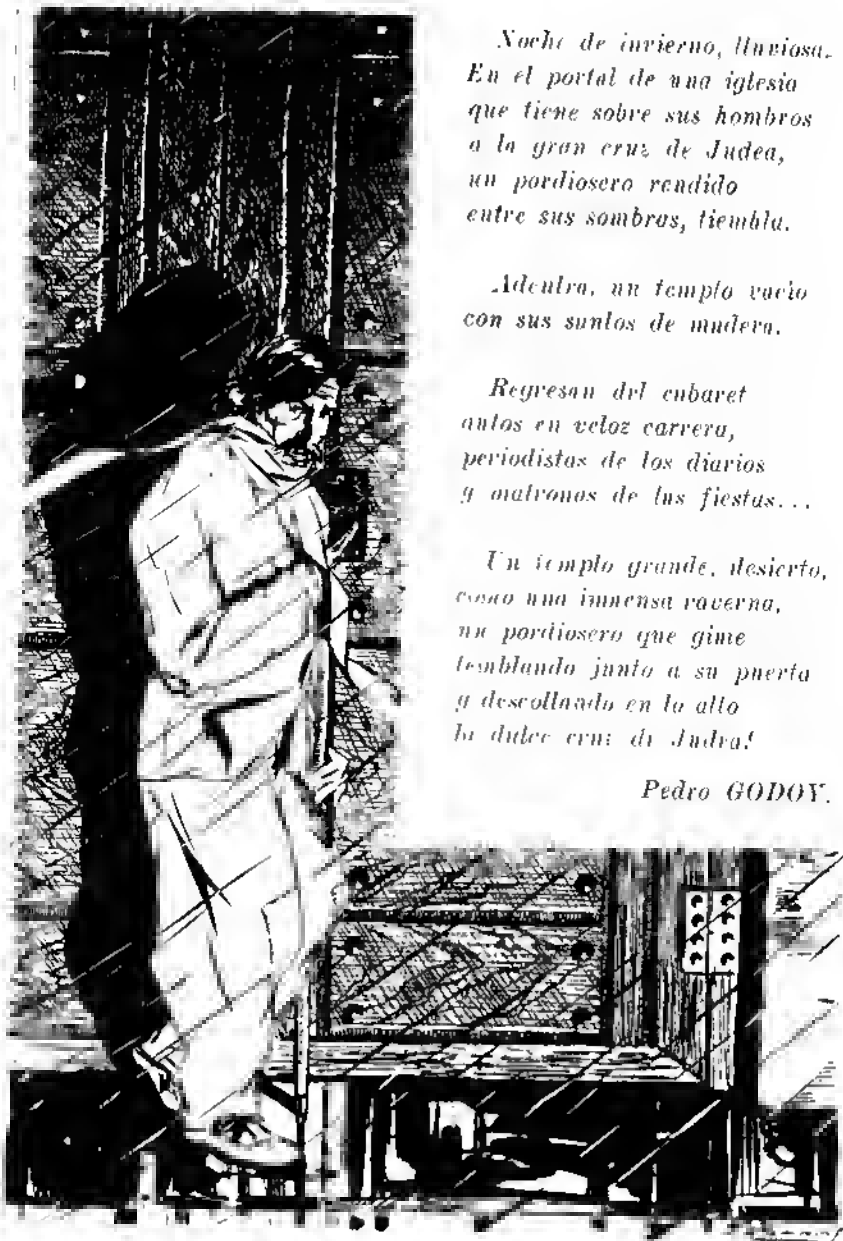 Noche de invierno, lluviosa.
En el portal de una iglesia
que tiene sobre sus hombros
a la gran cruz de Judea,
un pordiosero rendido
entre sus sombras, tiembla.
Adentro, un templo vacío
con sus santos de madera.
Regresan del cabaret
autos en veloz carrera,
periodistas de los diarios
y matronas de las fiestas...
Un templo grande, desierto,
como una inmensa caverna,
un pordiosero que gime
temblando junto a su puerta
y descollando en lo alto
la dulce cruz de Judea!
Pedro GODOY.